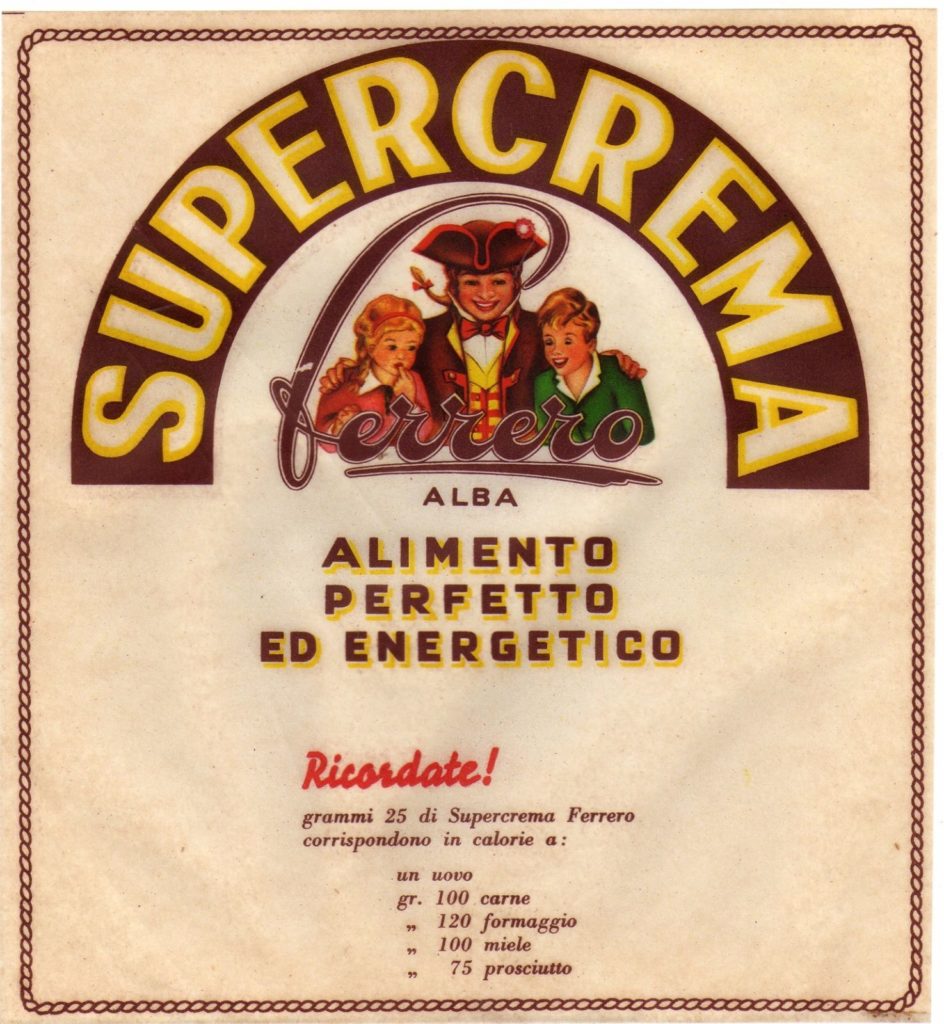 SUPERCREMA
Ferrero
ALBA
ALIMENTO
PERFETTO
ED ENERGETICO
Ricordate!
grammi 25 di Supercrema Ferrero
corrispondono in calorie a:
un uovo
gr. 100 carne
„ 120 formaggio
„ 100 miele
„ 75 prosciutto